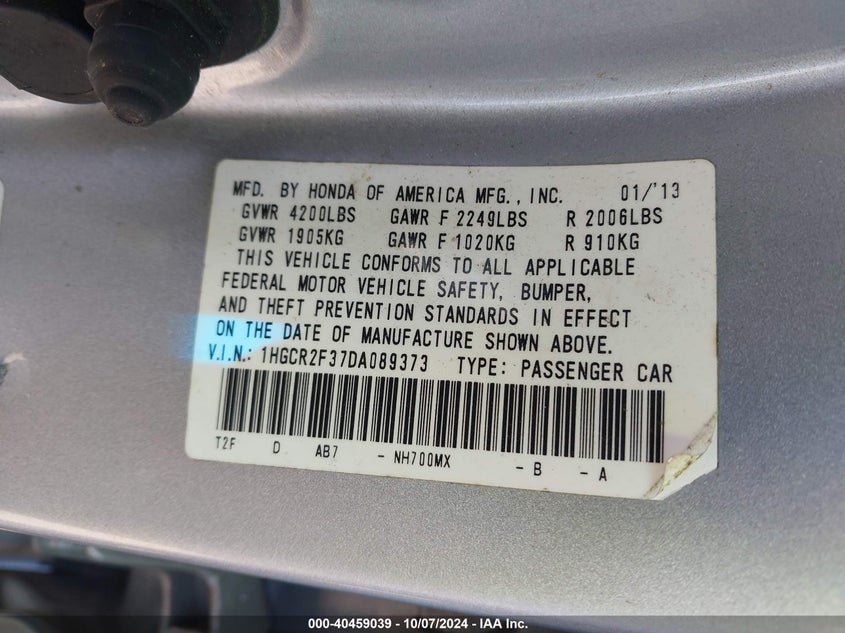 MFD. BY HONDA OF AMERICA MFG., INC. 01/'13
GVWR 4200LBS GAWR F 2249LBS R 2006LBS
GVWR 1905KG GAWR F 1020KG R 910KG
THIS VEHICLE CONFORMS TO ALL APPLICABLE
FEDERAL MOTOR VEHICLE SAFETY, BUMPER,
AND THEFT PREVENTION STANDARDS IN EFFECT
ON THE DATE OF MANUFACTURE SHOWN ABOVE.
V.I.N.: 1HGCR2F37DA089373 TYPE: PASSENGER CAR
T2F D AB7 - NH700MX - B - A
000-40459039 - 10/07/2024 - IAA Inc.